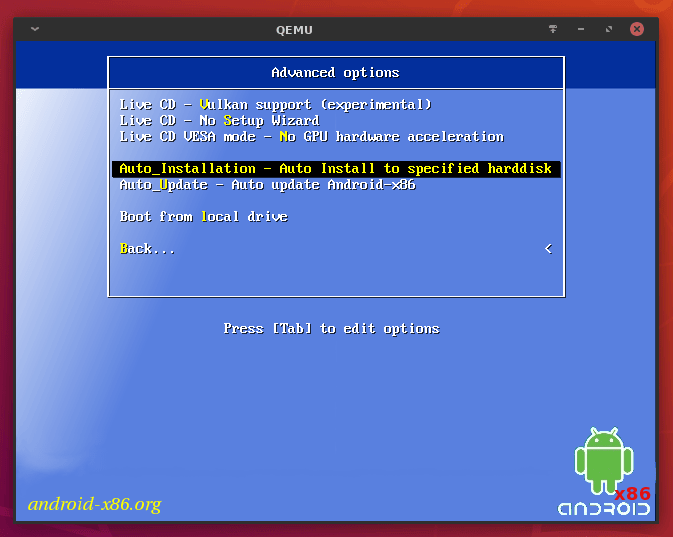 QEMU
Advanced options
Live CD - Vulkan support (experimental)
Live CD - No Setup Wizard
Live CD VESA mode - No GPU hardware acceleration
Auto_Installation - Auto Install to specified harddisk
Auto_Update - Auto update Android-x86
Boot from local drive
Back... <
Press [Tab] to edit options
android-x86.org
x86
ANDROID